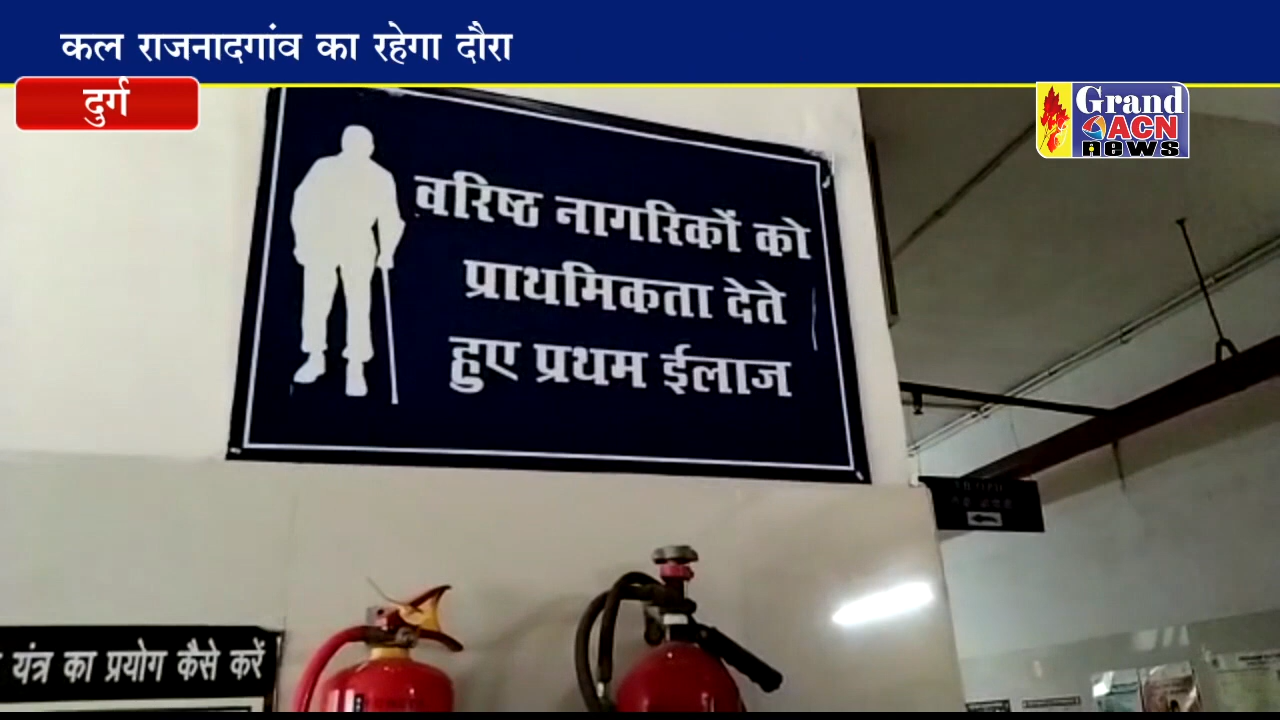 कल राजनादगांव का रहेगा दौरा
दुर्ग
Grand
ACN
news
वरिष्ठ नागरिकों को
प्राथमिकता देते
हुए प्रथम ईलाज
यंत्र का प्रयोग कैसे करें